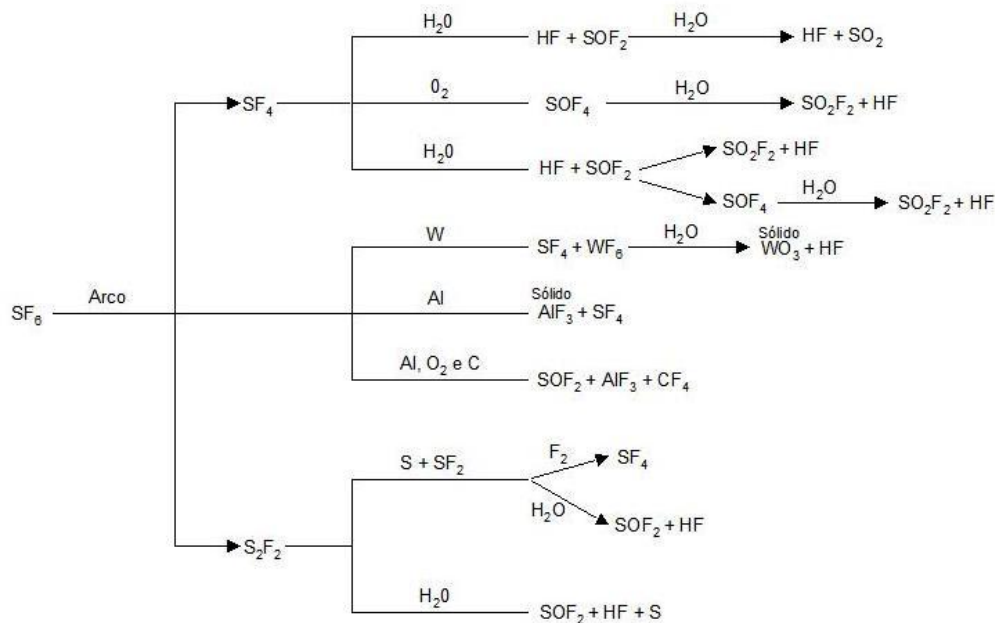 H₂0 HF + SOF₂ H₂O HF + SO₂
SF₄ 0₂ SOF₄ H₂O SO₂F₂ + HF
H₂0 HF + SOF₂ SO₂F₂ + HF
SOF₄ H₂O SO₂F₂ + HF
W SF₄ + WF₆ H₂O Sólido WO₃ + HF
SF₆ Arco Al Sólido AlF₃ + SF₄
Al, O₂ e C SOF₂ + AlF₃ + CF₄
S + SF₂ F₂ SF₄
H₂O SOF₂ + HF
S₂F₂
H₂0 SOF₂ + HF + S